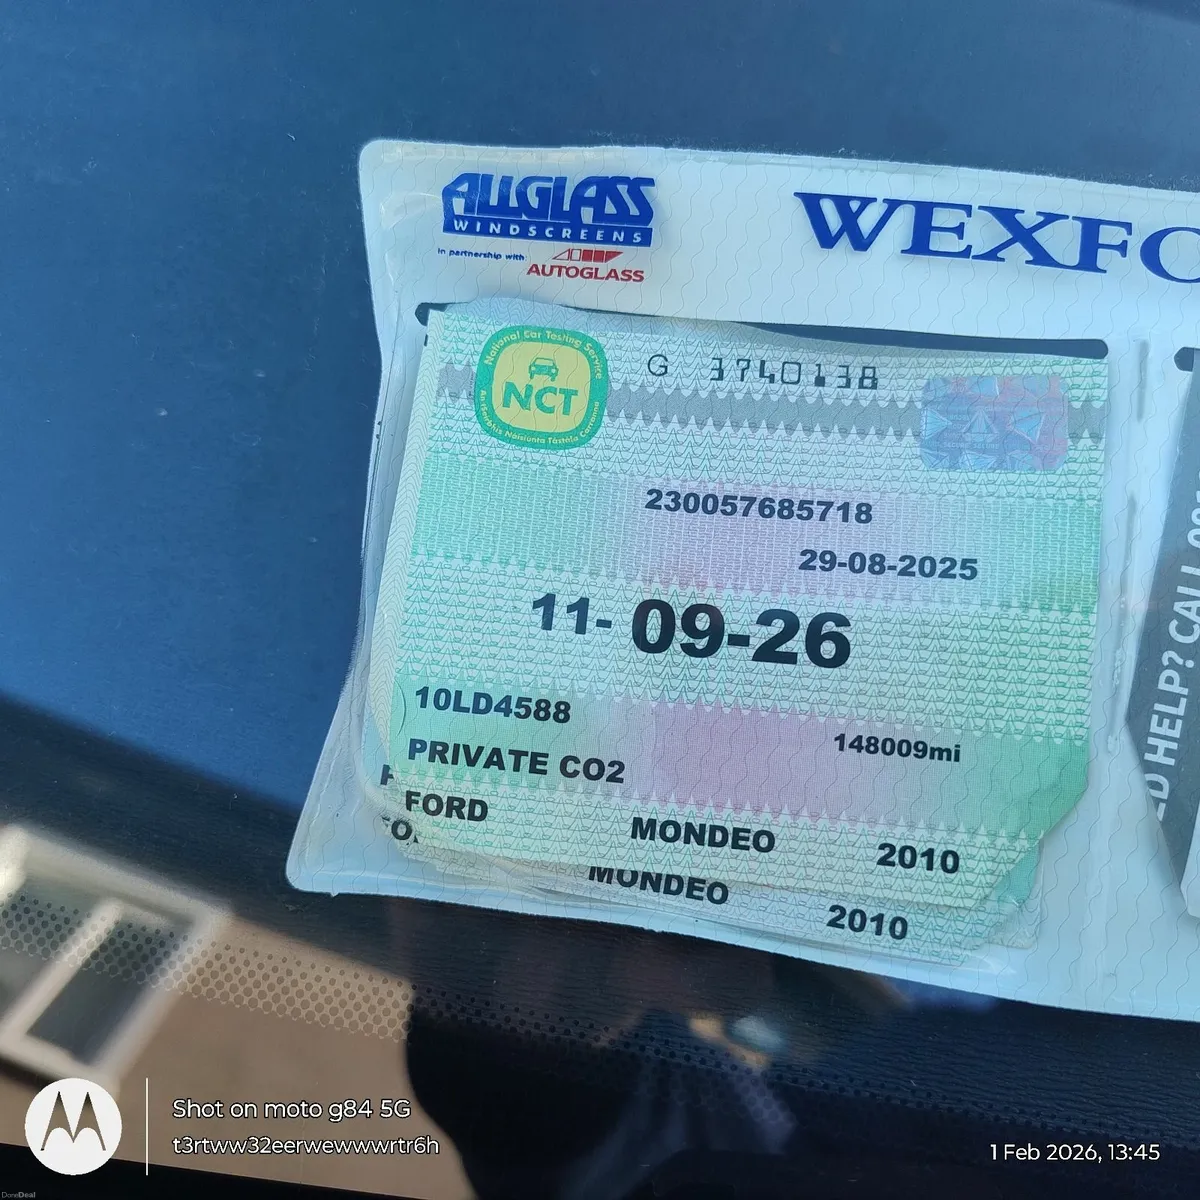 ALLGLASS
WINDSCREENS
in partnership with
AUTOGLASS
WEXFO
National Car Testing Service
NCT
An tSeirbhís Náisiúnta Tástála Carranna
G 3740138
230057685718
29-08-2025
11-09-26
10LD4588
148009mi
PRIVATE CO2
FORD
MONDEO
2010
MONDEO
2010
HELP? CALL
Shot on moto g84 5G
t3rtww32eerwewwwrtr6h
1 Feb 2026, 13:45
DoneDeal